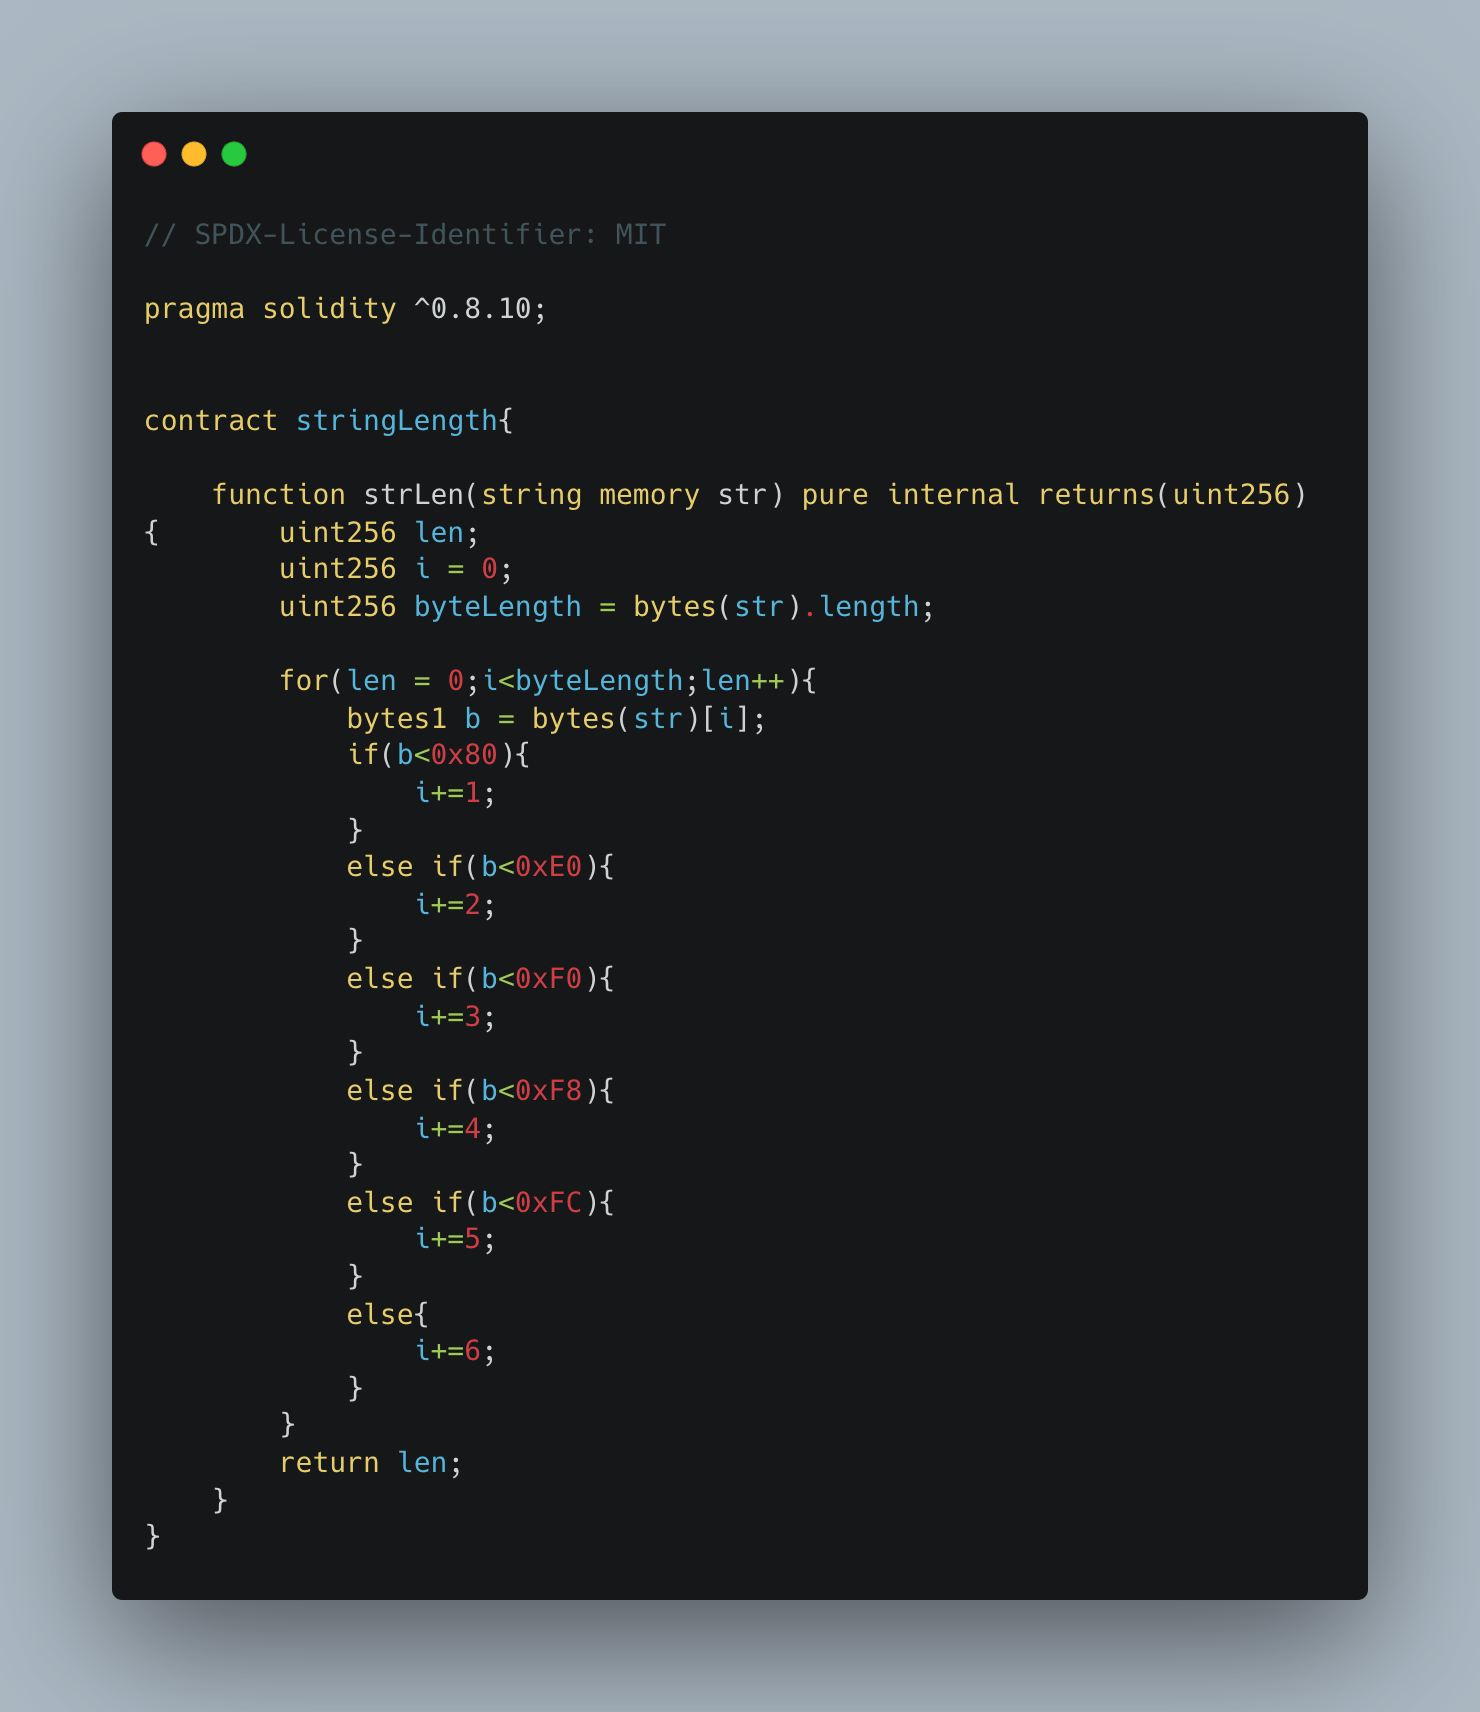 // SPDX-License-Identifier: MIT
pragma solidity ^0.8.10;
contract stringLength{
    function strLen(string memory str) pure internal returns(uint256)
{       uint256 len;
        uint256 i = 0;
        uint256 byteLength = bytes(str).length;
        for(len = 0;i<byteLength;len++){
            bytes1 b = bytes(str)[i];
            if(b<0x80){
                i+=1;
            }
            else if(b<0xE0){
                i+=2;
            }
            else if(b<0xF0){
                i+=3;
            }
            else if(b<0xF8){
                i+=4;
            }
            else if(b<0xFC){
                i+=5;
            }
            else{
                i+=6;
            }
        }
        return len;
    }
}